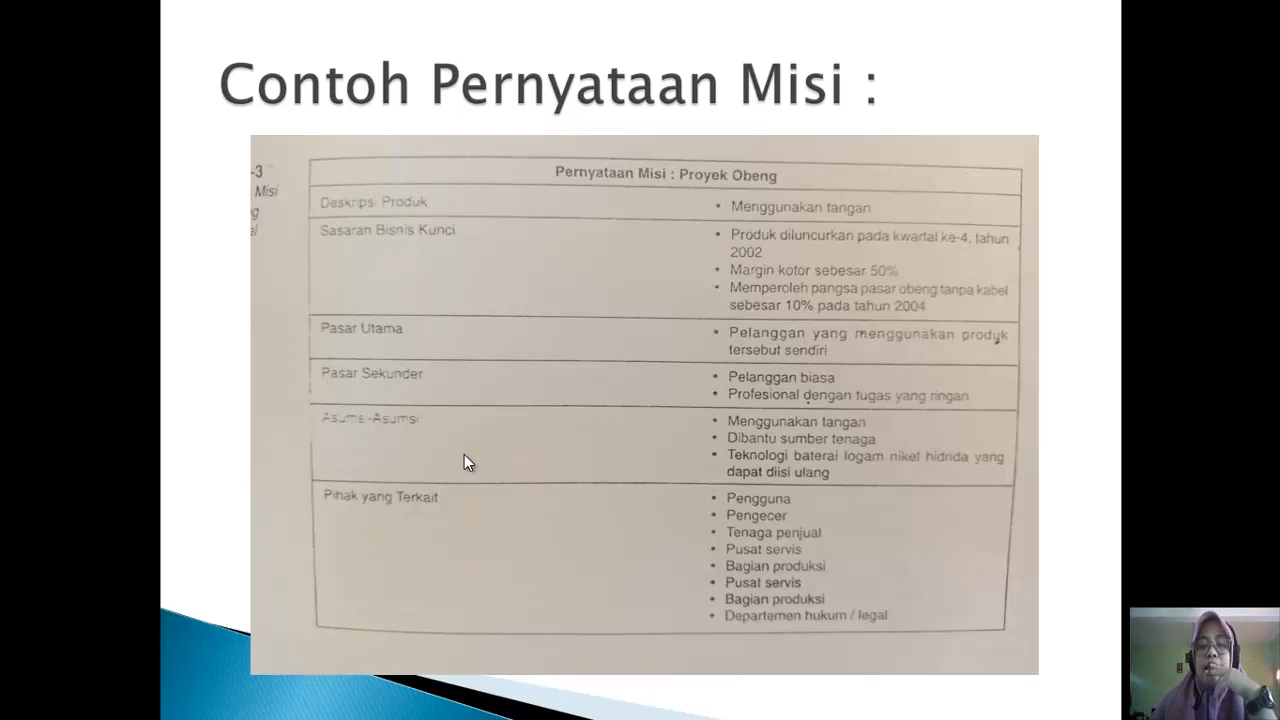 Contoh Pernyataan Misi :
-3
Misi
Pernyataan Misi : Proyek Obeng
Deskripsi Produk
• Menggunakan tangan
Sasaran Bisnis Kunci
• Produk diluncurkan pada kwartal ke-4, tahun
2002
• Margin kotor sebesar 50%
• Memperoleh pangsa pasar obeng tanpa kabel
sebesar 10% pada tahun 2004
Pasar Utama
• Pelanggan yang menggunakan produk
tersebut sendiri
Pasar Sekunder
• Pelanggan biasa
• Profesional dengan tugas yang ringan
Asumsi-Asumsi
• Menggunakan tangan
• Dibantu sumber tenaga
• Teknologi baterai logam nikel hidrida yang
dapat diisi ulang
Pihak yang Terkait
• Pengguna
• Pengecer
• Tenaga penjual
• Pusat servis
• Bagian produksi
• Pusat servis
• Bagian produksi
• Departemen hukum / legal